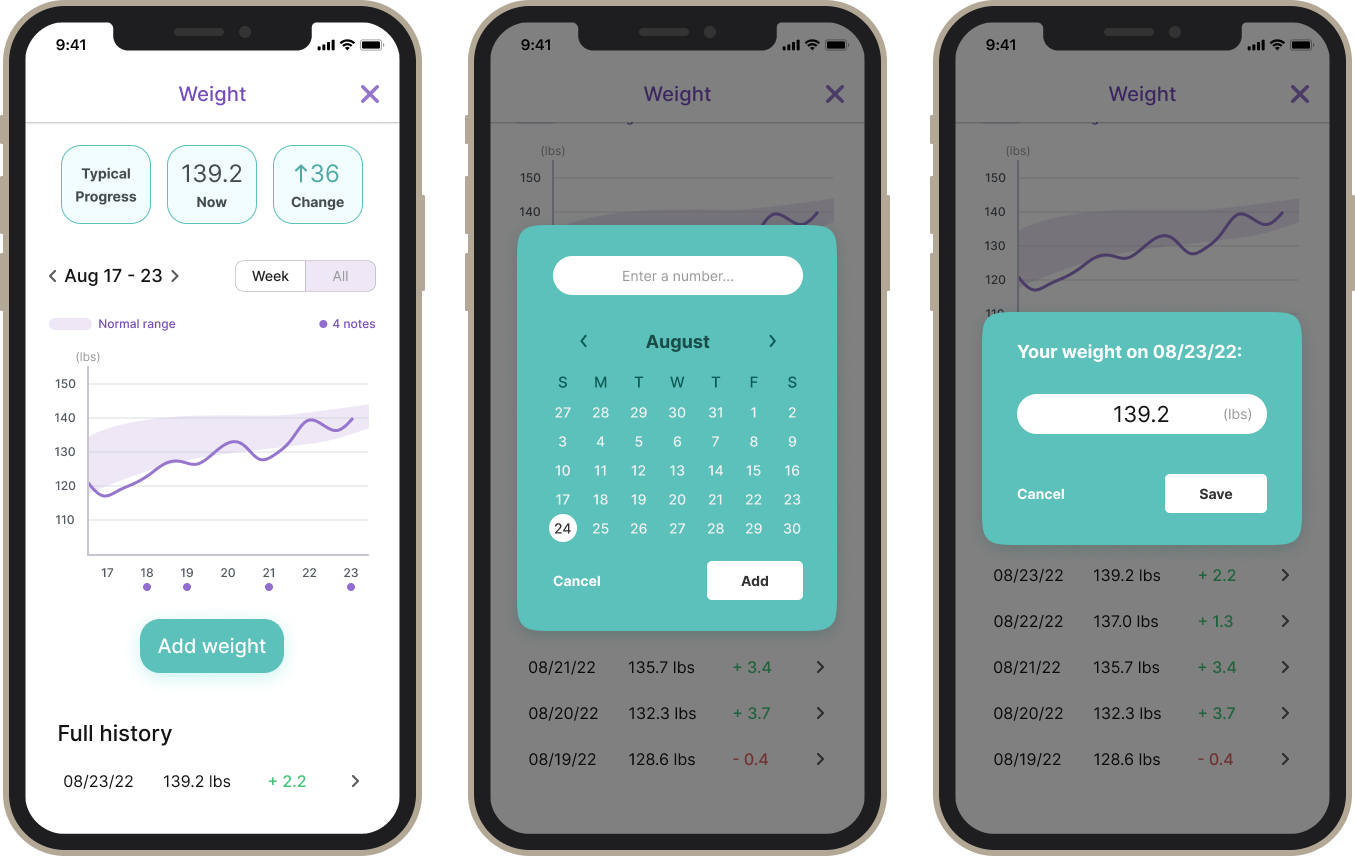 9:41
Weight
Typical Progress
139.2
Now
↑36
Change
Aug 17 - 23
Week
All
Normal range
4 notes
(lbs)
150
140
130
120
110
17 18 19 20 21 22 23
Add weight
Full history
08/23/22 139.2 lbs + 2.2
9:41
Weight
(lbs)
150
140
Enter a number...
August
S M T W T F S
27 28 29 30 31 1 2
3 4 5 6 7 8 9
10 11 12 13 14 15 16
17 18 19 20 21 22 23
24 25 26 27 28 29 30
Cancel
Add
08/21/22 135.7 lbs + 3.4
08/20/22 132.3 lbs + 3.7
08/19/22 128.6 lbs - 0.4
9:41
Weight
(lbs)
150
140
130
120
110
Your weight on 08/23/22:
139.2 (lbs)
Cancel
Save
08/23/22 139.2 lbs + 2.2
08/22/22 137.0 lbs + 1.3
08/21/22 135.7 lbs + 3.4
08/20/22 132.3 lbs + 3.7
08/19/22 128.6 lbs - 0.4